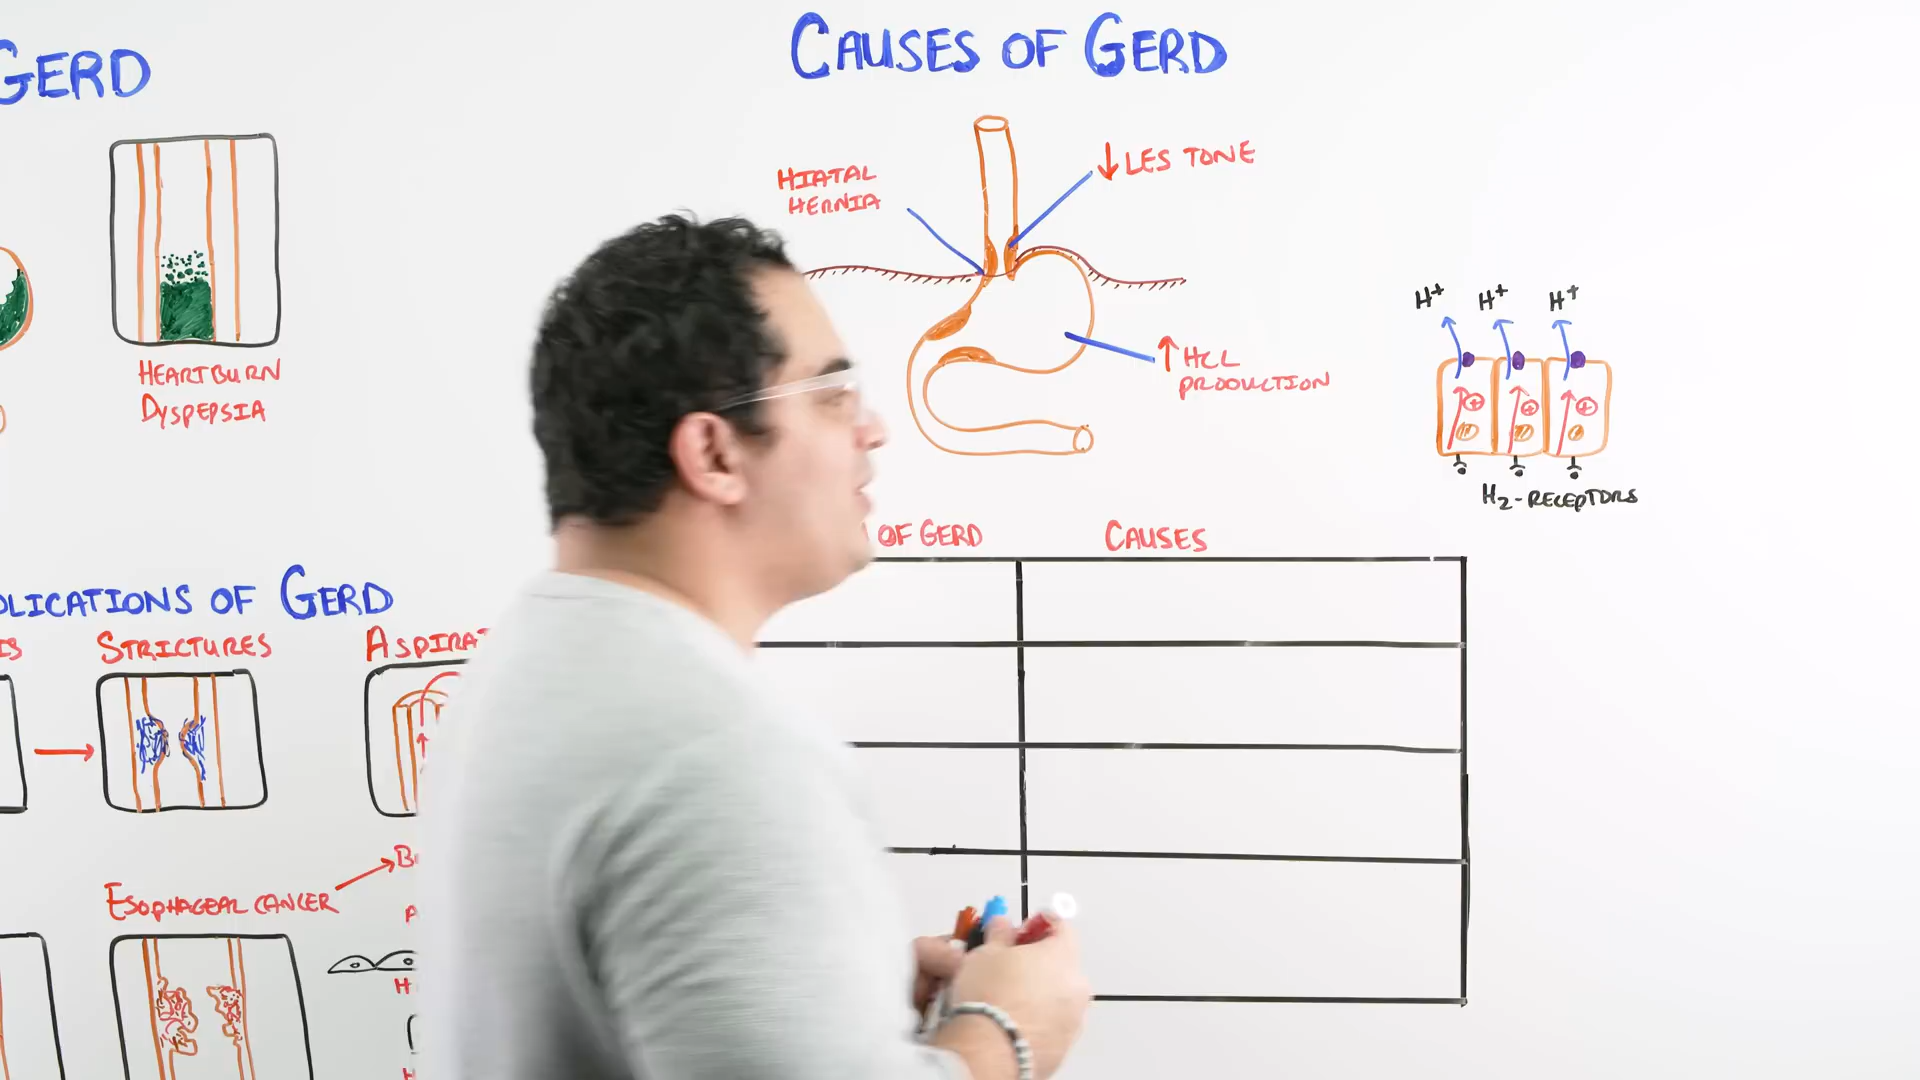 GERD
HEARTBURN
DYSPEPSIA
OF GERD
STRICTURES
ESOPHAGEAL CANCER
CAUSES OF GERD
HIATAL
HERNIA
↓ LES TONE
↑ HCL
PRODUCTION
H+ H+ H+
+ + +
H2-RECEPTORS
OF GERD CAUSES